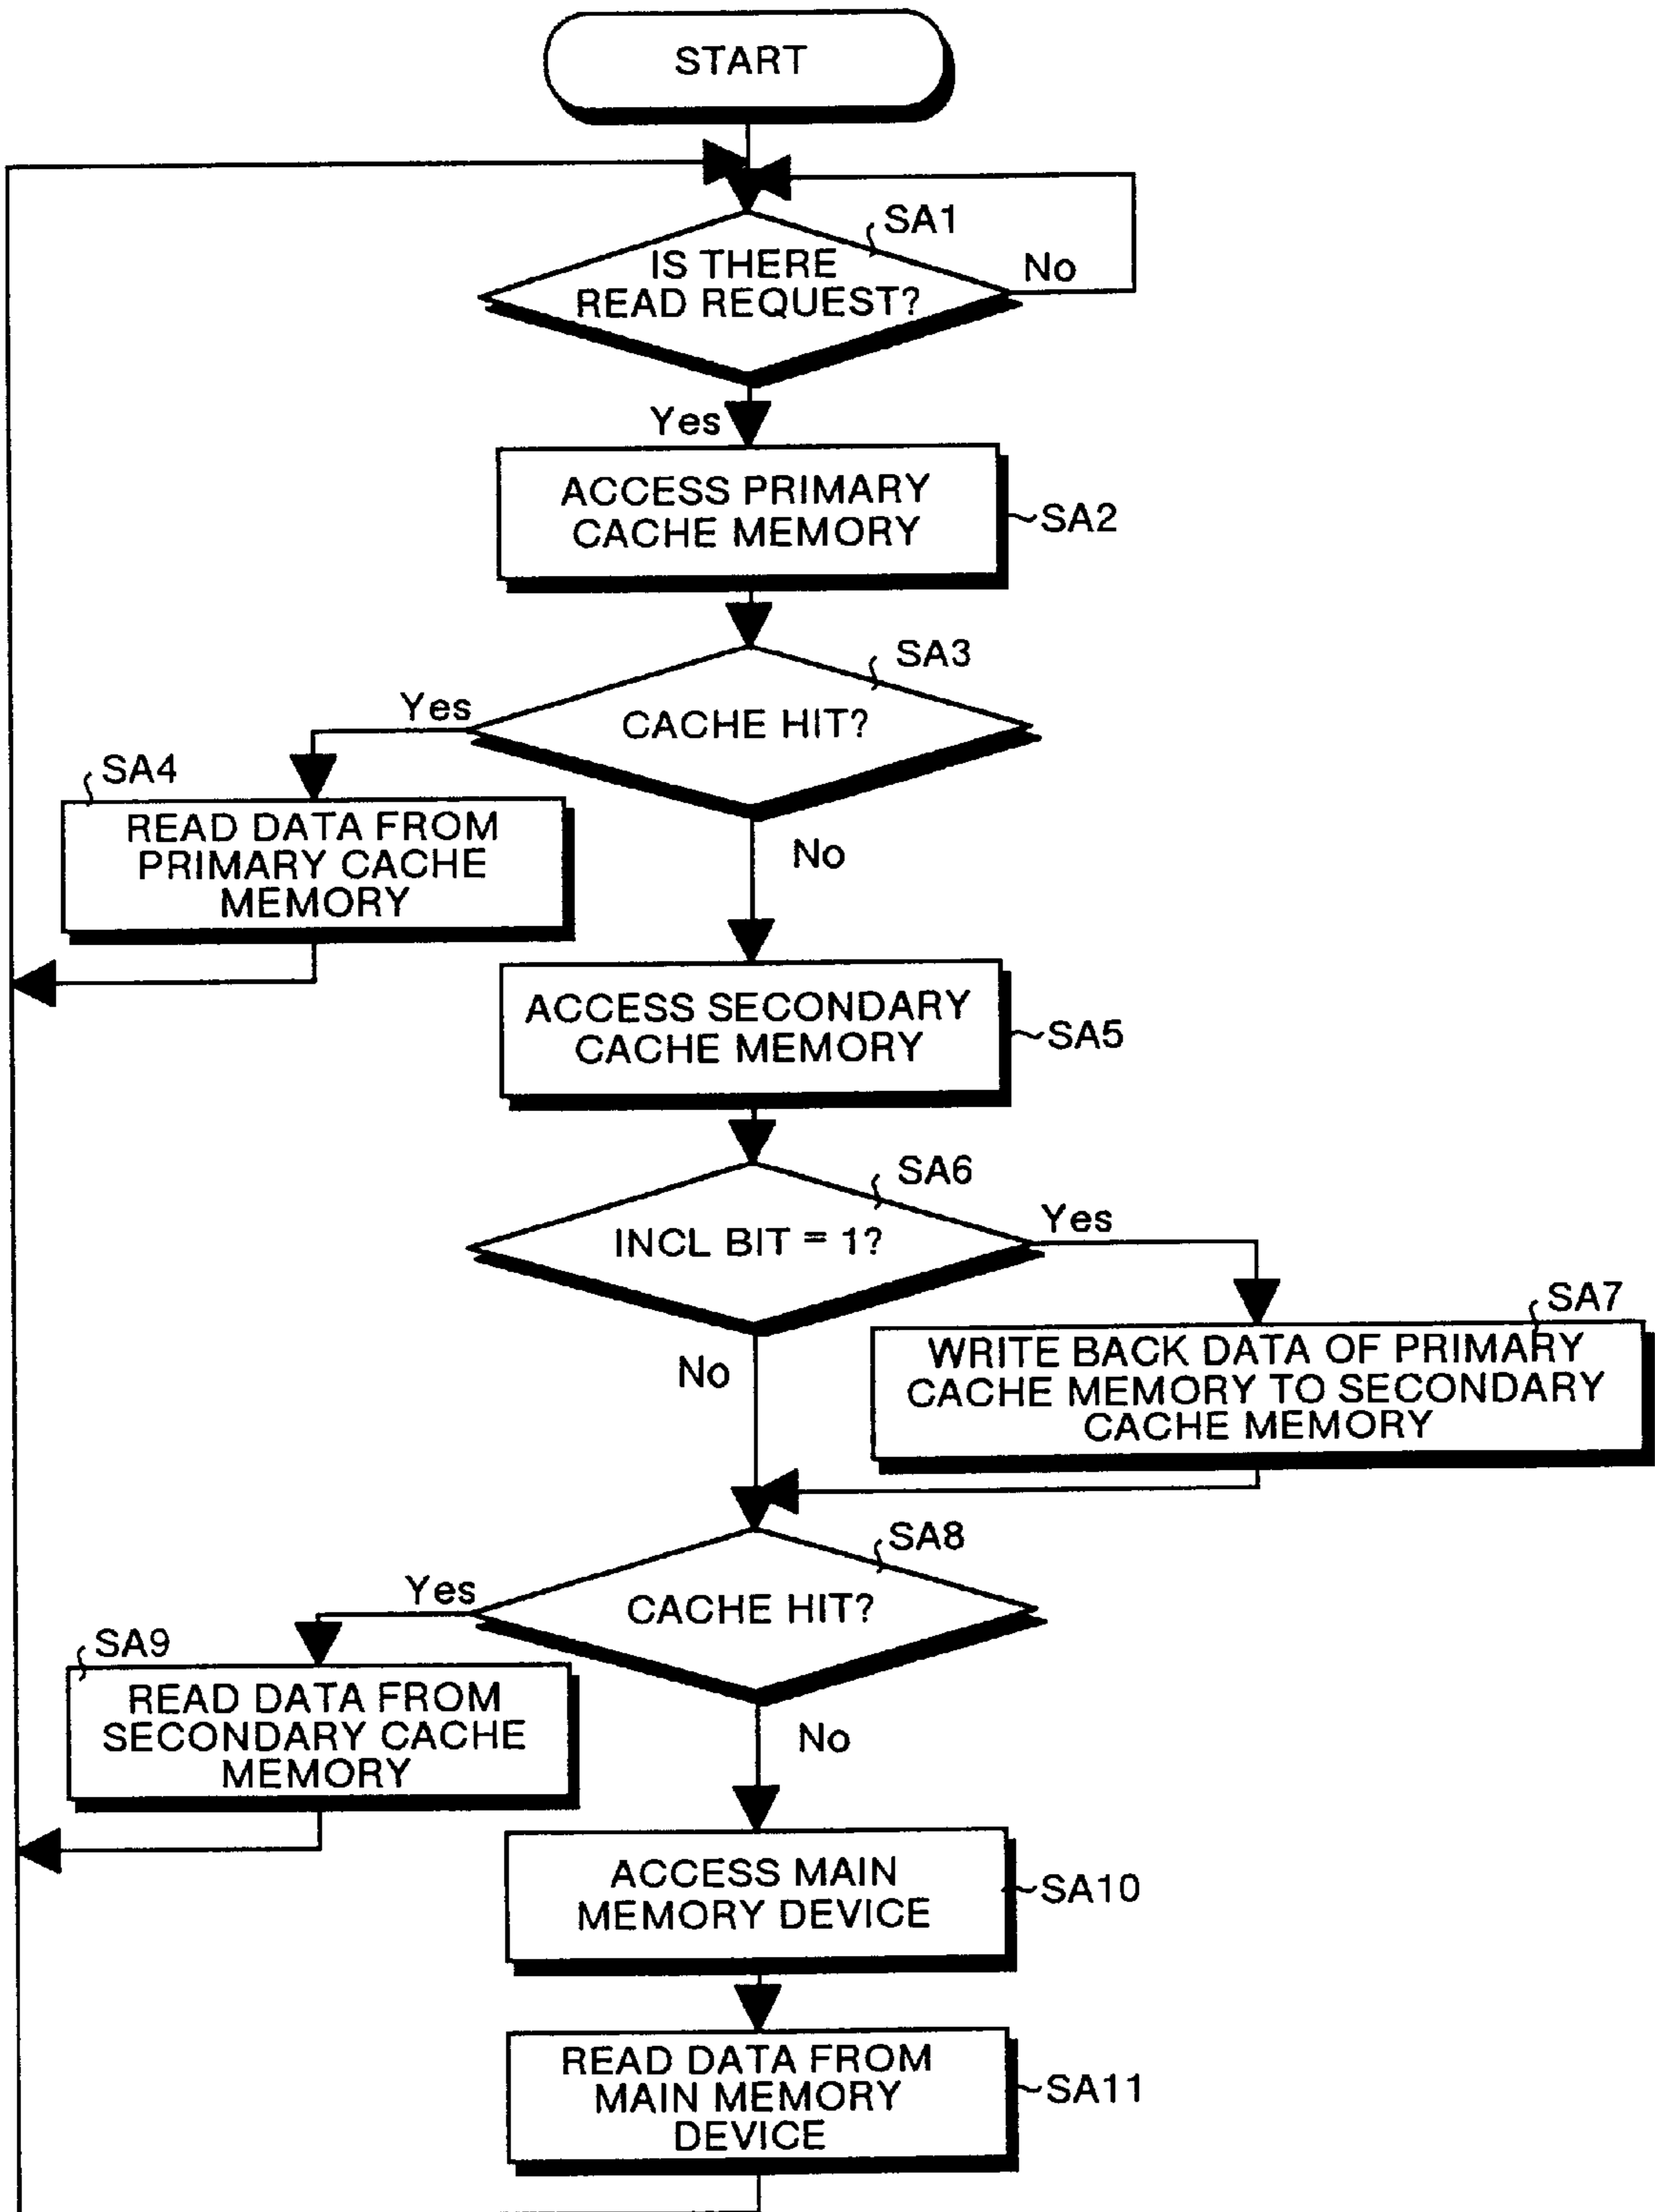 START
SA1
IS THERE
READ REQUEST?
No
Yes
ACCESS PRIMARY
CACHE MEMORY
SA2
SA3
Yes
CACHE HIT?
SA4
READ DATA FROM
PRIMARY CACHE
MEMORY
No
ACCESS SECONDARY
CACHE MEMORY
SA5
SA6
INCL BIT = 1?
Yes
SA7
WRITE BACK DATA OF PRIMARY
CACHE MEMORY TO SECONDARY
CACHE MEMORY
No
SA8
Yes
CACHE HIT?
SA9
READ DATA FROM
SECONDARY CACHE
MEMORY
No
ACCESS MAIN
MEMORY DEVICE
SA10
READ DATA FROM
MAIN MEMORY
DEVICE
SA11